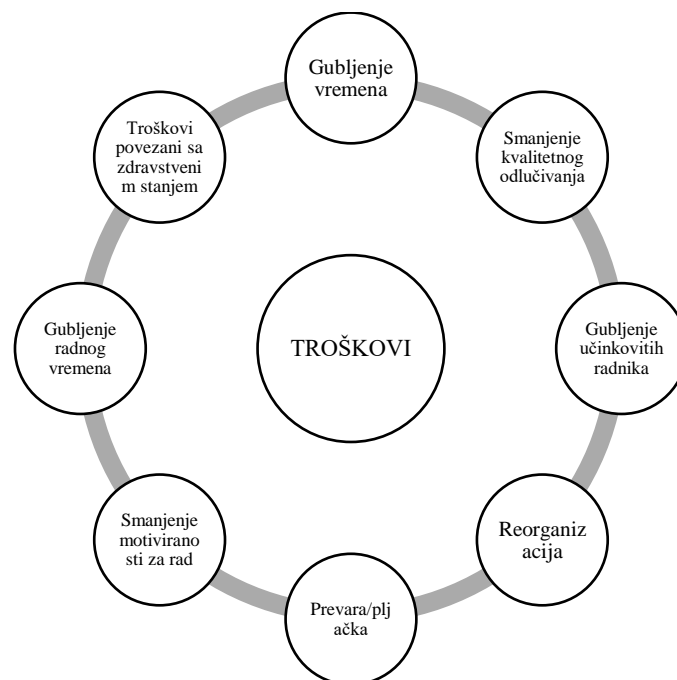 Gubljenje
vremena
Smanjenje
kvalitetnog
odlučivanja
Gubljenje
učinkovitih
radnika
Reorganiz
acija
Prevara/plj
ačka
Smanjenje
motivirano
sti za rad
Gubljenje
radnog
vremena
Troškovi
povezani sa
zdravstveni
m stanjem
TROŠKOVI